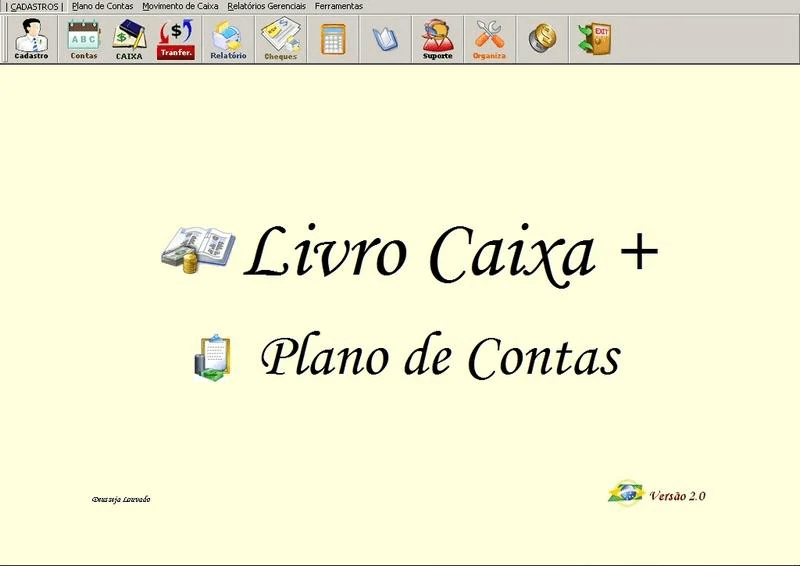 | CADASTROS | Plano de Contas Movimento de Caixa Relatórios Gerenciais Ferramentas
ABC
EXIT
Cadastro Contas CAIXA Tranfer. Relatório Cheques Suporte Organiza
Livro Caixa +
Plano de Contas
Deus seja Louvado
Versão 2.0